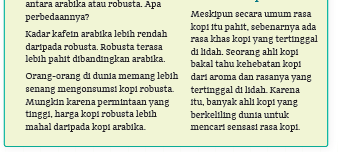 antara arabika atau robusta. Apa
perbedaannya?
Kadar kafein arabika lebih rendah
daripada robusta. Robusta terasa
lebih pahit dibandingkan arabika.
Orang-orang di dunia memang lebih
senang mengonsumsi kopi robusta.
Mungkin karena permintaan yang
tinggi, harga kopi robusta lebih
mahal daripada kopi arabika.
Meskipun secara umum rasa
kopi itu pahit, sebenarnya ada
rasa khas kopi yang tertinggal
di lidah. Seorang ahli kopi
bakal tahu kehebatan kopi
dari aroma dan rasanya yang
tertinggal di lidah. Karena
itu, banyak ahli kopi yang
berkeliling dunia untuk
mencari sensasi rasa kopi.